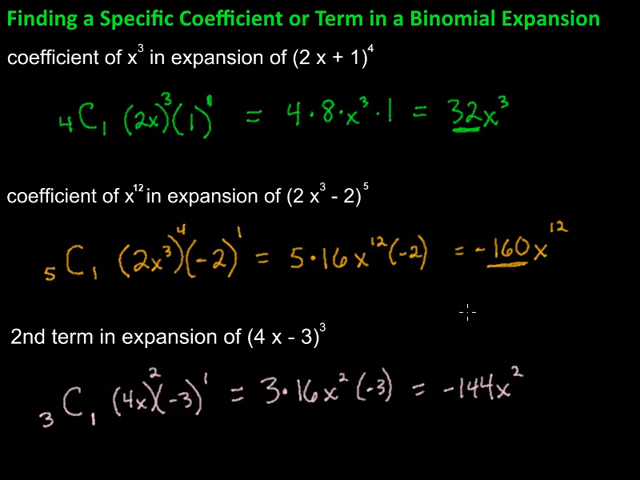 Finding a Specific Coefficient or Term in a Binomial Expansion
coefficient of x³ in expansion of (2 x + 1)⁴
₄C₁ (2x)³(1)¹ = 4 · 8 · x³ · 1 = 32x³
coefficient of x¹² in expansion of (2 x³ - 2)⁵
₅C₁ (2x³)⁴(-2)¹ = 5 · 16x¹²(-2) = -160x¹²
2nd term in expansion of (4 x - 3)³
₃C₁ (4x)²(-3)¹ = 3 · 16x² (-3) = -144x²